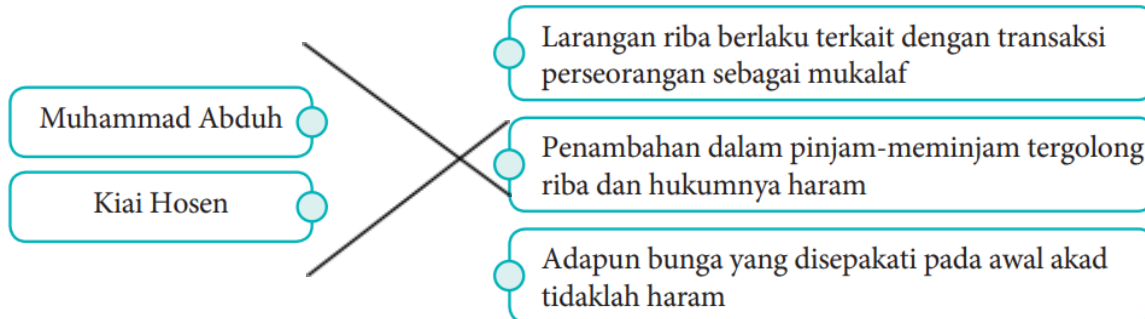 Muhammad Abduh
Kiai Hosen
Larangan riba berlaku terkait dengan transaksi
perseorangan sebagai mukalaf
Penambahan dalam pinjam-meminjam tergolong
riba dan hukumnya haram
Adapun bunga yang disepakati pada awal akad
tidaklah haram